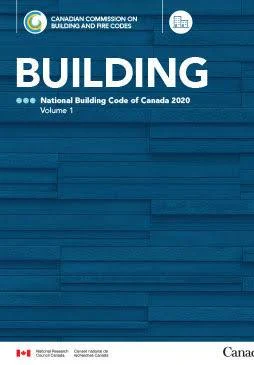 CANADIAN COMMISSION ON
BUILDING AND FIRE CODES
BUILDING
National Building Code of Canada 2020
Volume 1
National Research Conseil national de
Council Canada recherches Canada
Canad